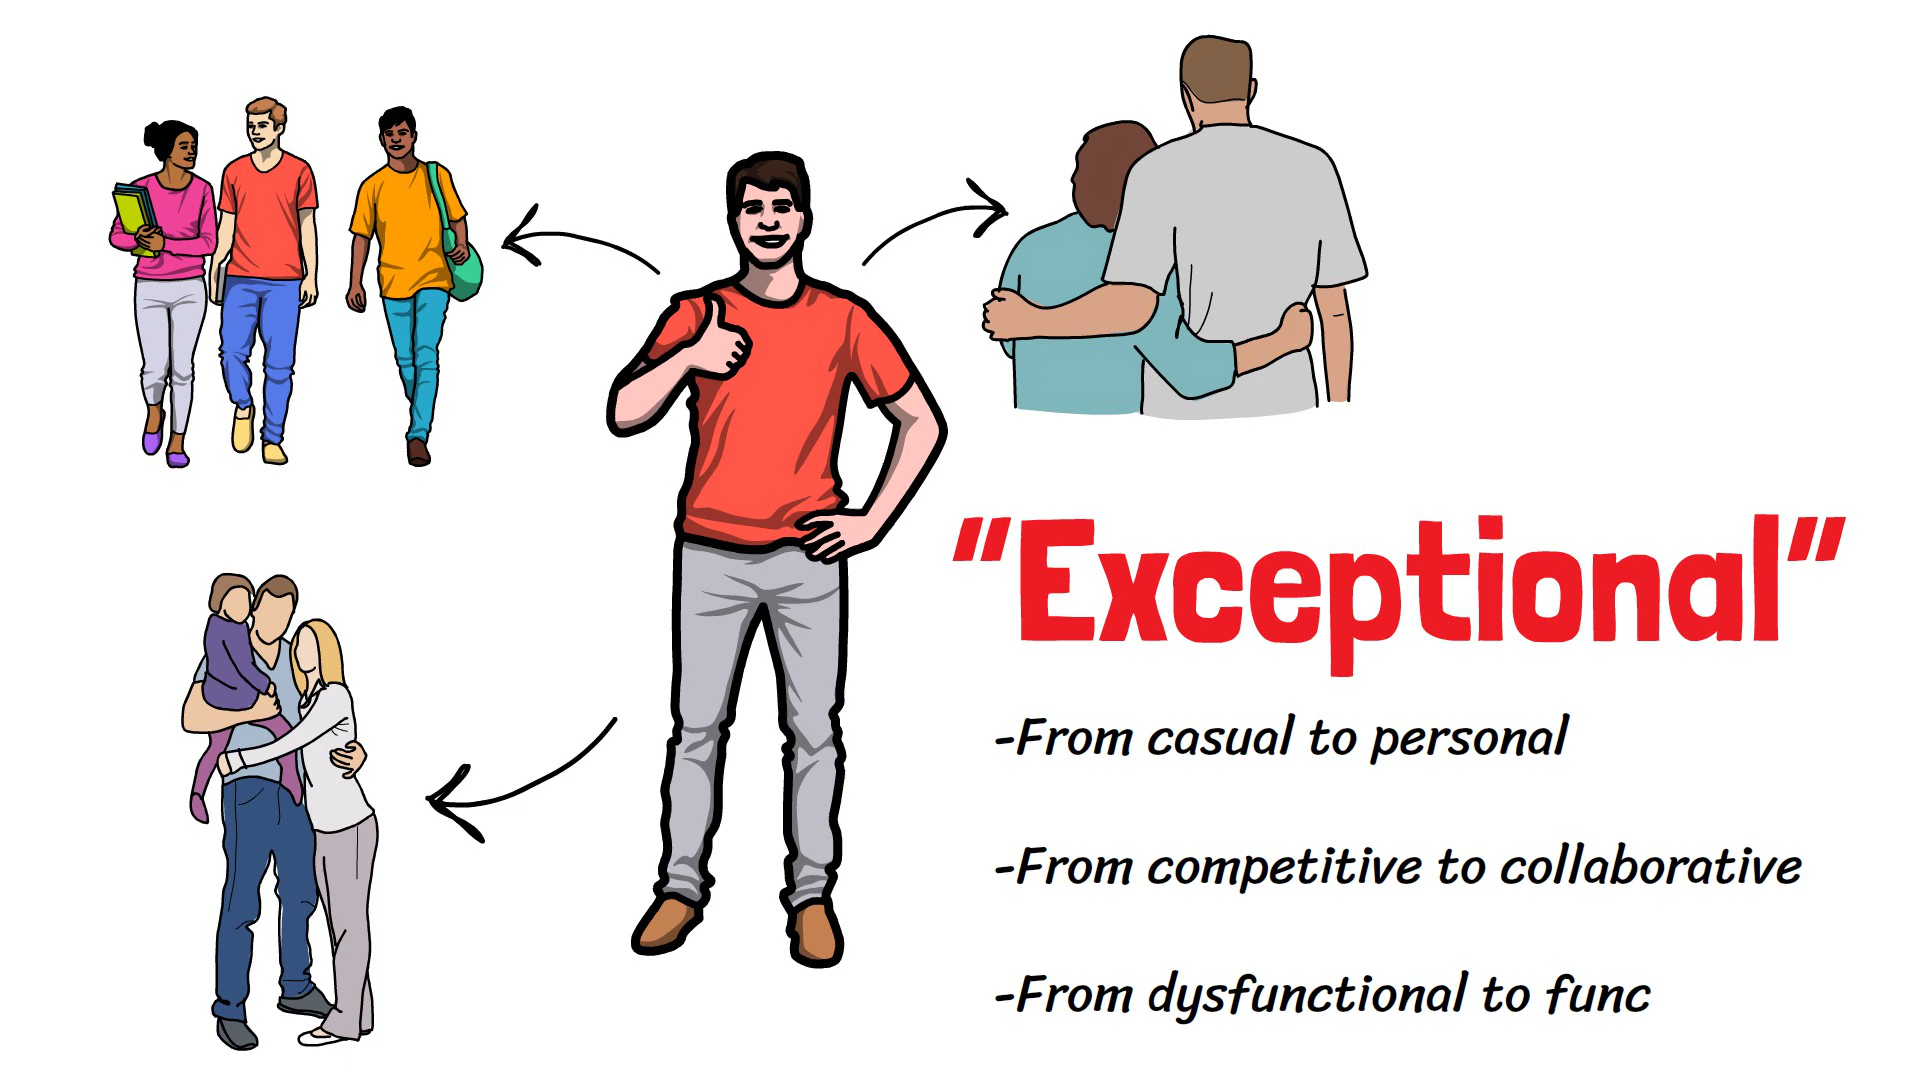 "Exceptional"
-From casual to personal
-From competitive to collaborative
-From dysfunctional to func